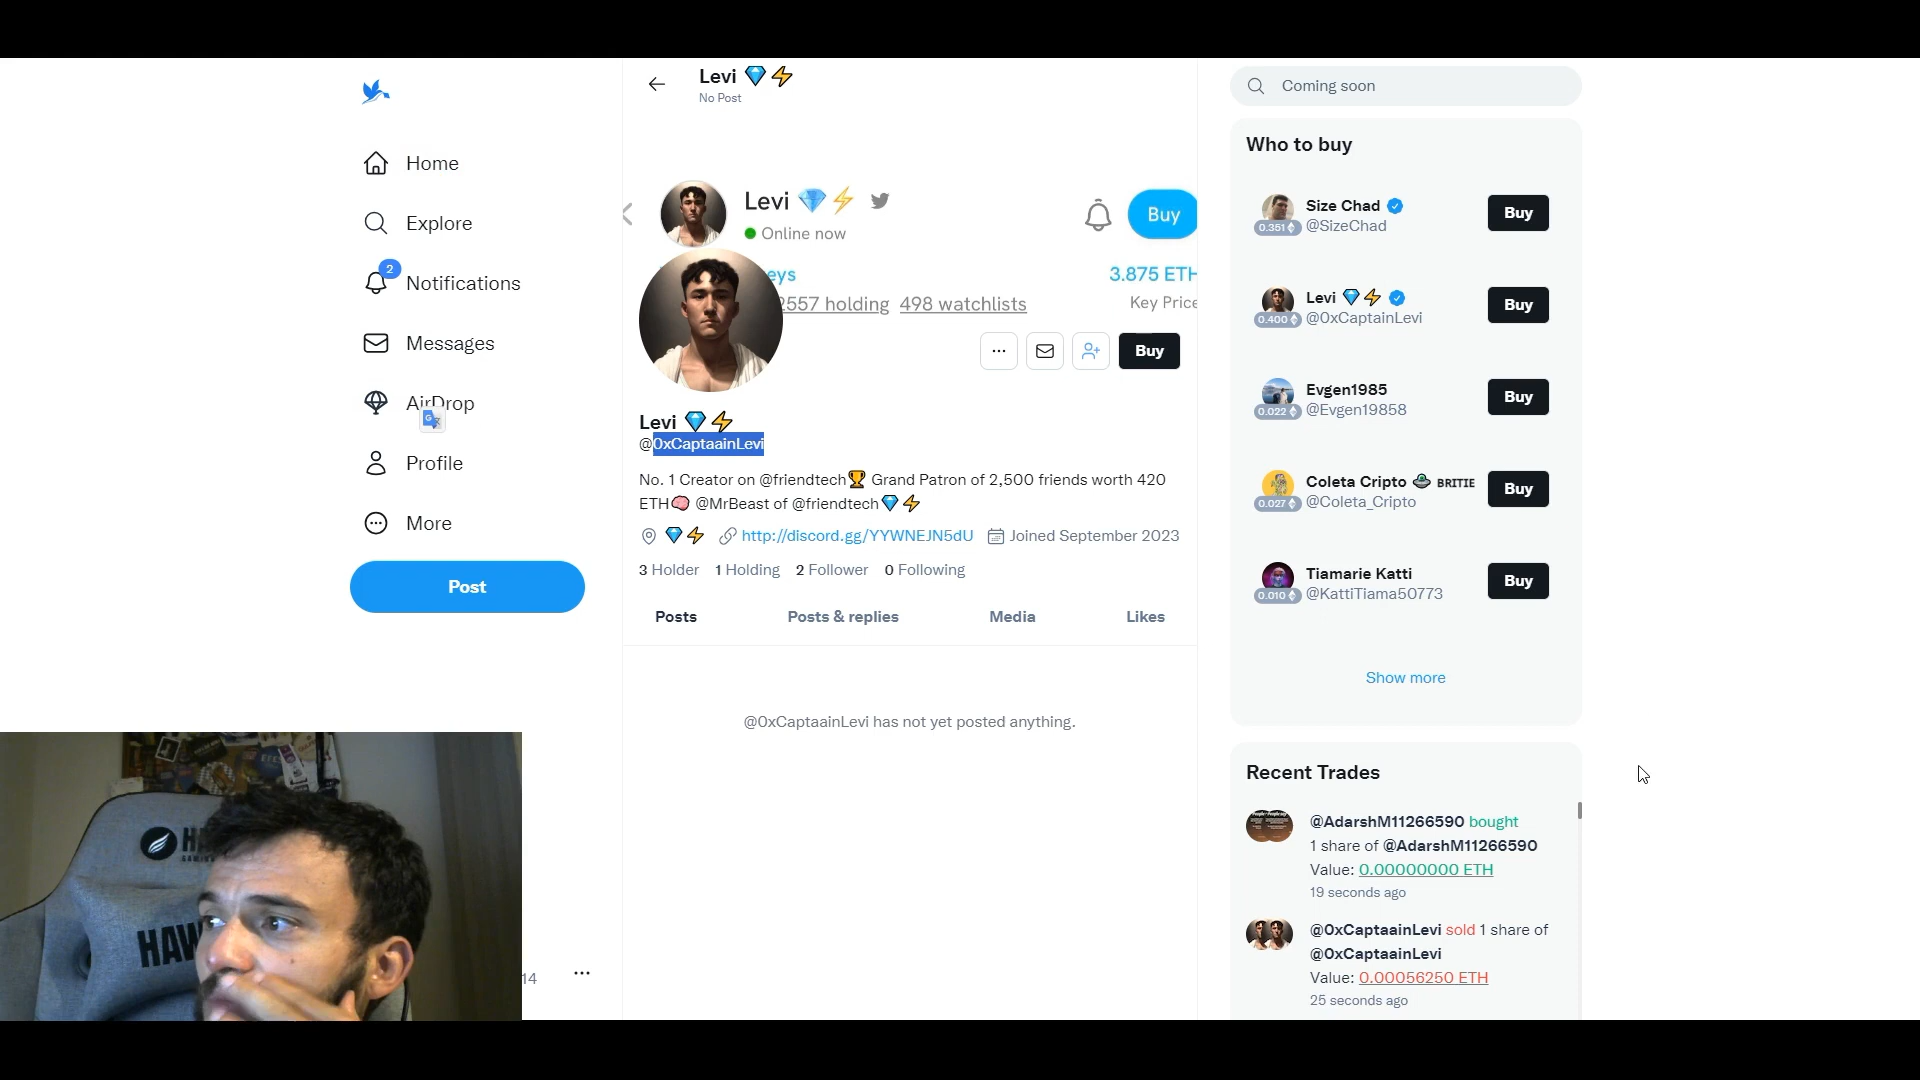 Levi 💎⚡
No Post
Coming soon
Home
Explore
2
Notifications
Messages
AirDrop
Profile
More
Post
14
Levi 💎⚡
Online now
Buy
eys
3.875 ETH
2557 holding 498 watchlists
Key Price
Buy
Levi 💎⚡
@0xCaptaainLevi
No. 1 Creator on @friendtech🏆 Grand Patron of 2,500 friends worth 420
ETH🧠 @MrBeast of @friendtech💎⚡
💎⚡ http://discord.gg/YYWNEJN5dU Joined September 2023
3 Holder 1 Holding 2 Follower 0 Following
Posts Posts & replies Media Likes
@0xCaptaainLevi has not yet posted anything.
Who to buy
Size Chad
0.351 @SizeChad
Buy
Levi 💎⚡
0.400 @0xCaptainLevi
Buy
Evgen1985
0.022 @Evgen19858
Buy
Coleta Cripto 🛸 BRITIE
0.027 @Coleta_Cripto
Buy
Tiamarie Katti
0.010 @KattiTiama50773
Buy
Show more
Recent Trades
@AdarshM11266590 bought
1 share of @AdarshM11266590
Value: 0.00000000 ETH
19 seconds ago
@0xCaptaainLevi sold 1 share of
@0xCaptaainLevi
Value: 0.00056250 ETH
25 seconds ago